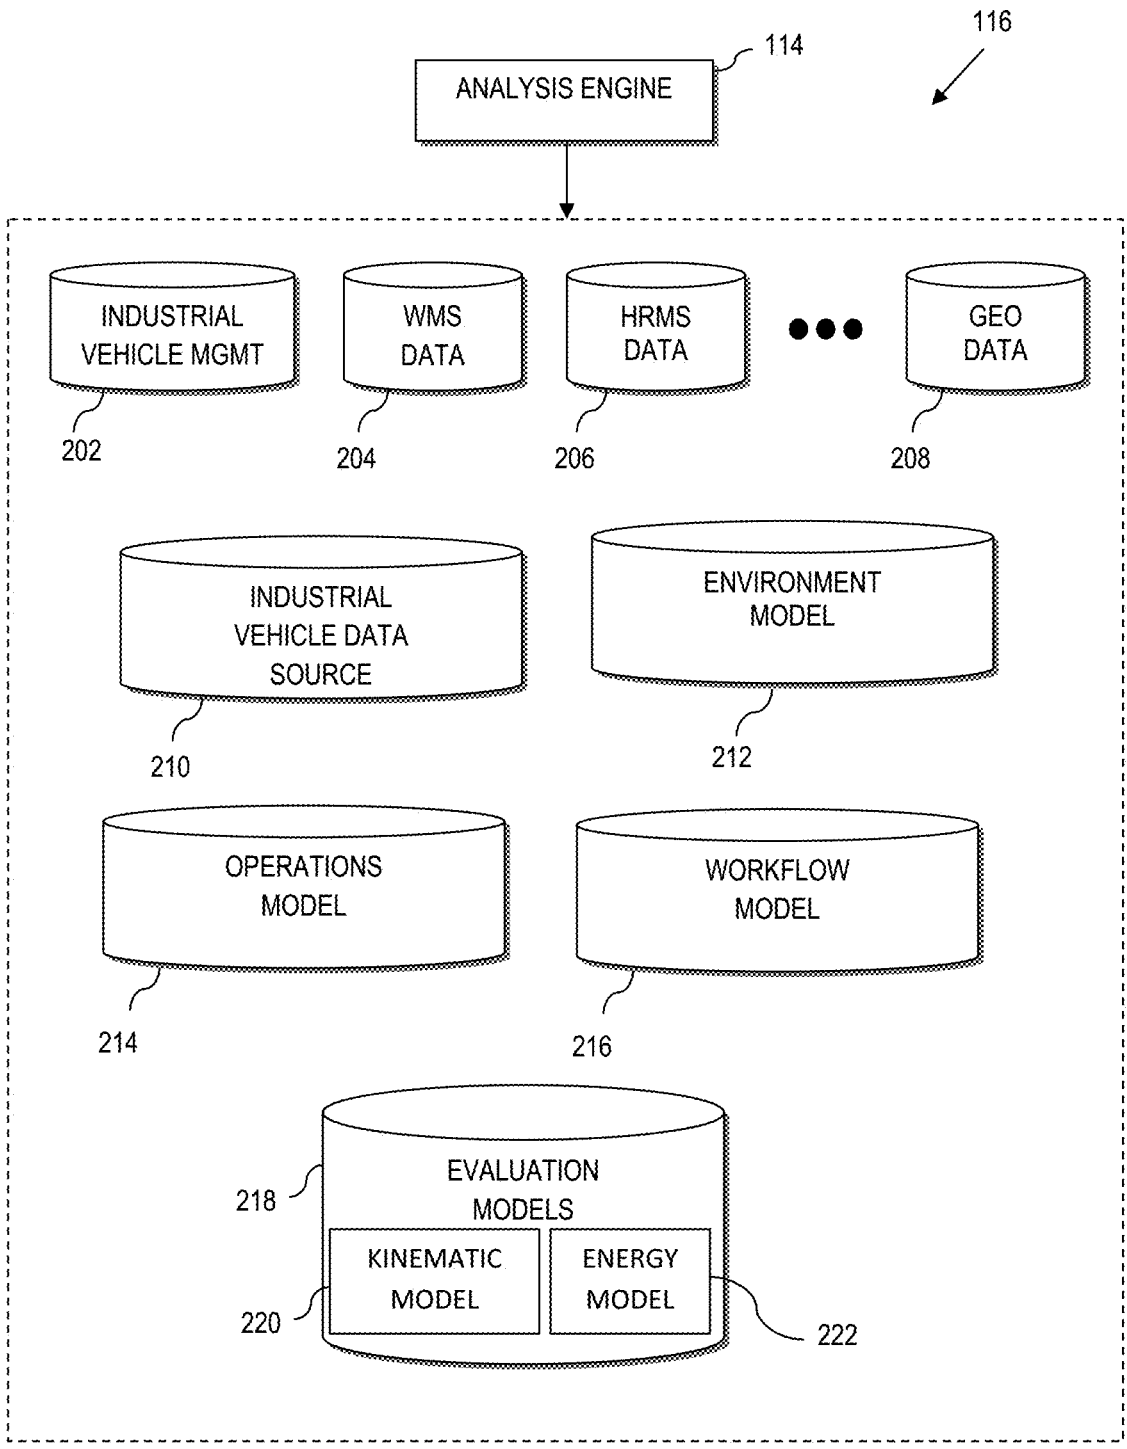 116
114
ANALYSIS ENGINE
INDUSTRIAL
VEHICLE MGMT
WMS
DATA
HRMS
DATA
GEO
DATA
202
204
206
208
INDUSTRIAL
VEHICLE DATA
SOURCE
ENVIRONMENT
MODEL
210
212
OPERATIONS
MODEL
WORKFLOW
MODEL
214
216
EVALUATION
MODELS
218
KINEMATIC
MODEL
ENERGY
MODEL
220
222